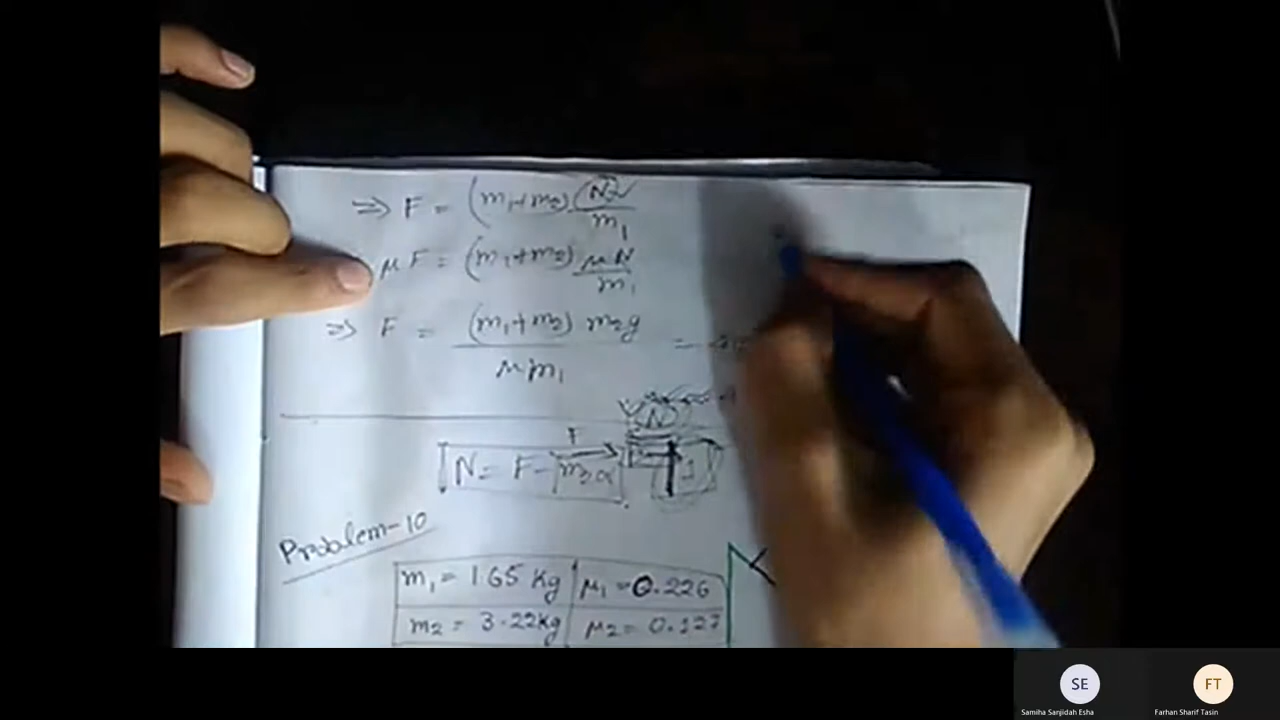 ⇒ F = (m₁+m₂) N/m₁
μ F = (m₁+m₂) μN/m₁
⇒ F = (m₁+m₂) m₂g / μm₁
F
N
N = F - m₂a
1
Problem-10
m₁ = 1.65 kg μ₁ = 0.226
m₂ = 3.22kg μ₂ = 0.127
SE FT
Samiha Sanjidah Esha Farhan Sharif Tasin